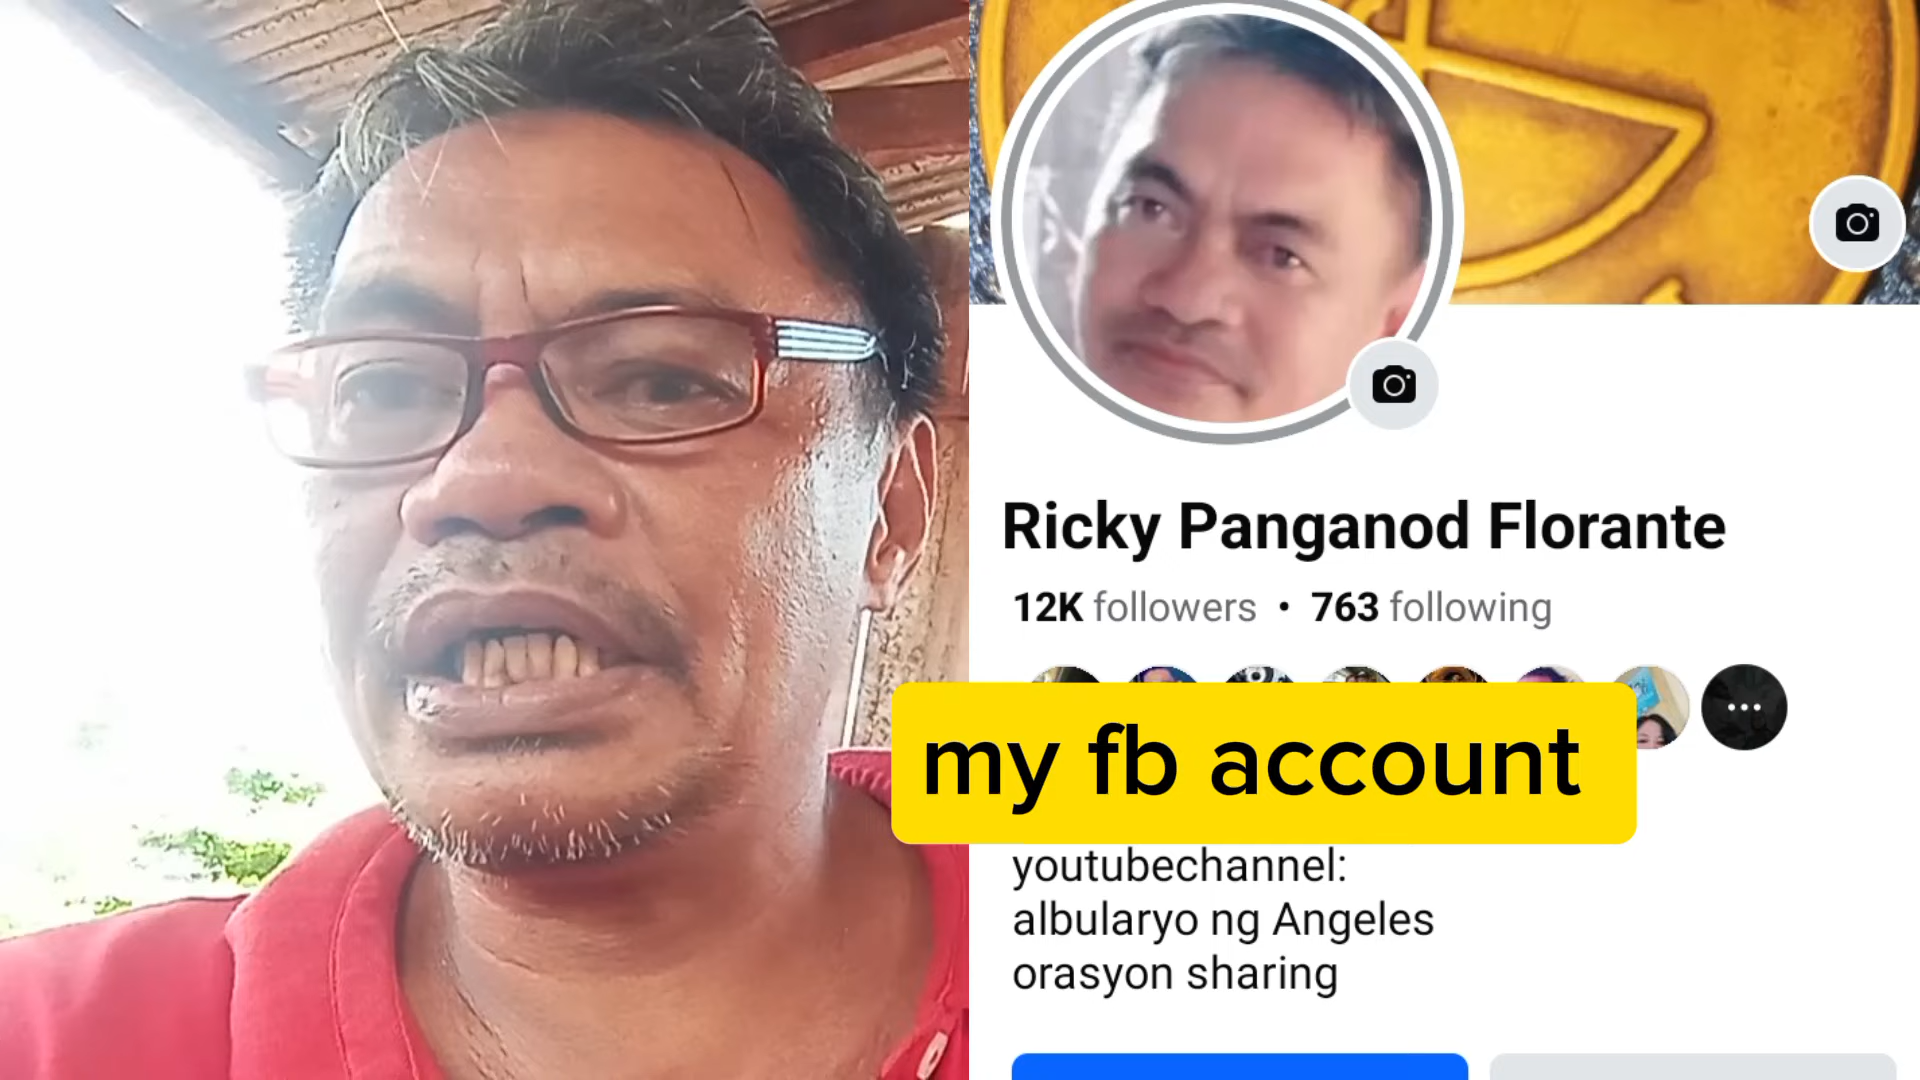 Ricky Panganod Florante
12K followers • 763 following
my fb account
youtubechannel:
albularyo ng Angeles
orasyon sharing